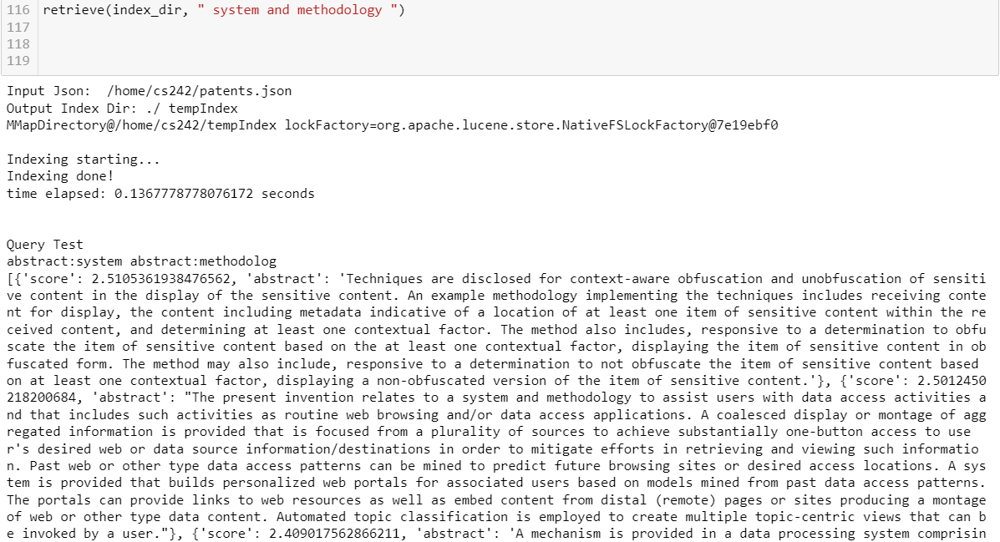 116 retrieve(index_dir, " system and methodology ")
117
118
119
Input Json:  /home/cs242/patents.json
Output Index Dir: ./ tempIndex
MMapDirectory@/home/cs242/tempIndex lockFactory=org.apache.lucene.store.NativeFSLockFactory@7e19ebf0
Indexing starting...
Indexing done!
time elapsed: 0.1367778778076172 seconds
Query Test
abstract:system abstract:methodolog
[{'score': 2.5105361938476562, 'abstract': 'Techniques are disclosed for context-aware obfuscation and unobfuscation of sensiti
ve content in the display of the sensitive content. An example methodology implementing the techniques includes receiving conte
nt for display, the content including metadata indicative of a location of at least one item of sensitive content within the re
ceived content, and determining at least one contextual factor. The method also includes, responsive to a determination to obfu
scate the item of sensitive content based on the at least one contextual factor, displaying the item of sensitive content in ob
fuscated form. The method may also include, responsive to a determination to not obfuscate the item of sensitive content based
on at least one contextual factor, displaying a non-obfuscated version of the item of sensitive content.'}, {'score': 2.5012450
218200684, 'abstract': "The present invention relates to a system and methodology to assist users with data access activities a
nd that includes such activities as routine web browsing and/or data access applications. A coalesced display or montage of agg
regated information is provided that is focused from a plurality of sources to achieve substantially one-button access to use
r's desired web or data source information/destinations in order to mitigate efforts in retrieving and viewing such informatio
n. Past web or other type data access patterns can be mined to predict future browsing sites or desired access locations. A sys
tem is provided that builds personalized web portals for associated users based on models mined from past data access patterns.
The portals can provide links to web resources as well as embed content from distal (remote) pages or sites producing a montage
of web or other type data content. Automated topic classification is employed to create multiple topic-centric views that can b
e invoked by a user."}, {'score': 2.409017562866211, 'abstract': 'A mechanism is provided in a data processing system comprisin